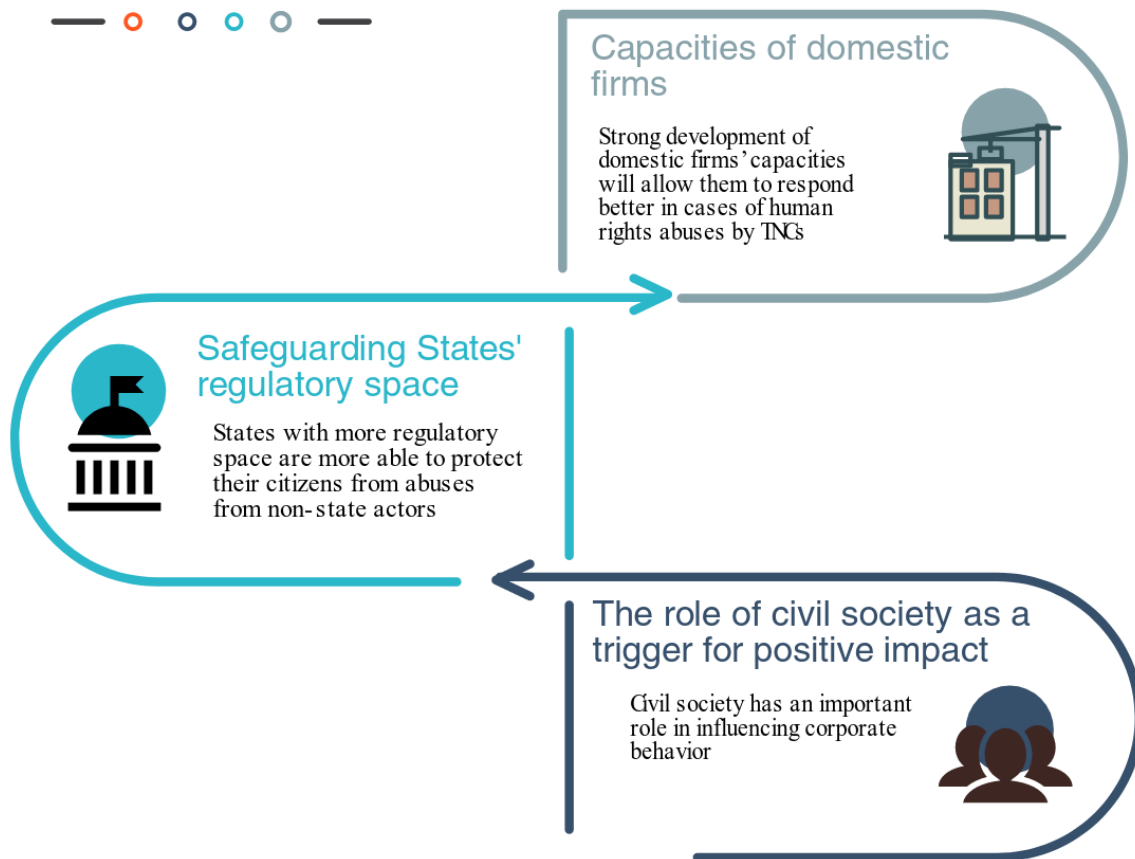 Capacities of domestic
firms
Strong development of
domestic firms’ capacities
will allow them to respond
better in cases of human
rights abuses by TNCs
Safeguarding States'
regulatory space
States with more regulatory
space are more able to protect
their citizens from abuses
from non-state actors
The role of civil society as a
trigger for positive impact
Civil society has an important
role in influencing corporate
behavior